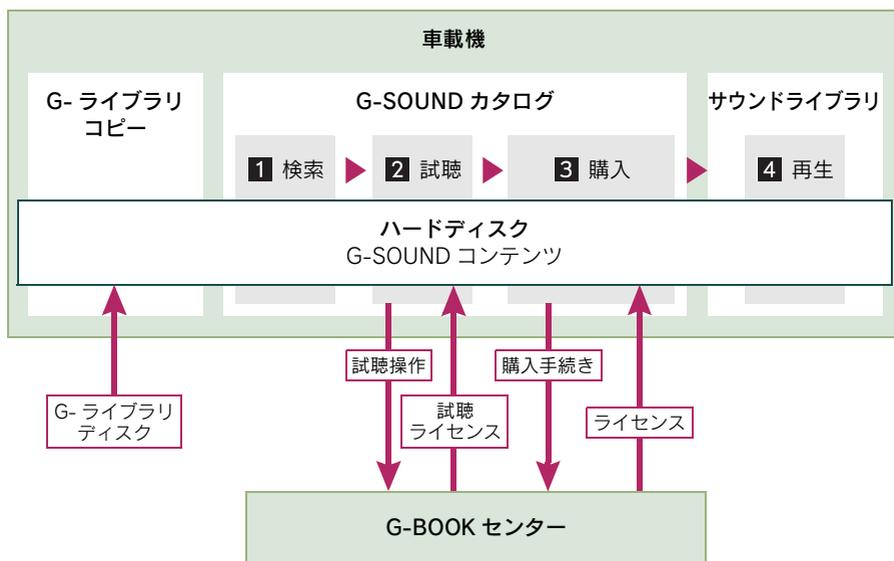 車載機
G- ライブラリ
コピー
G-SOUND カタログ
サウンドライブラリ
1 検索
2 試聴
3 購入
4 再生
ハードディスク
G-SOUND コンテンツ
試聴操作
購入手続き
G- ライブラリ
ディスク
試聴
ライセンス
ライセンス
G-BOOK センター